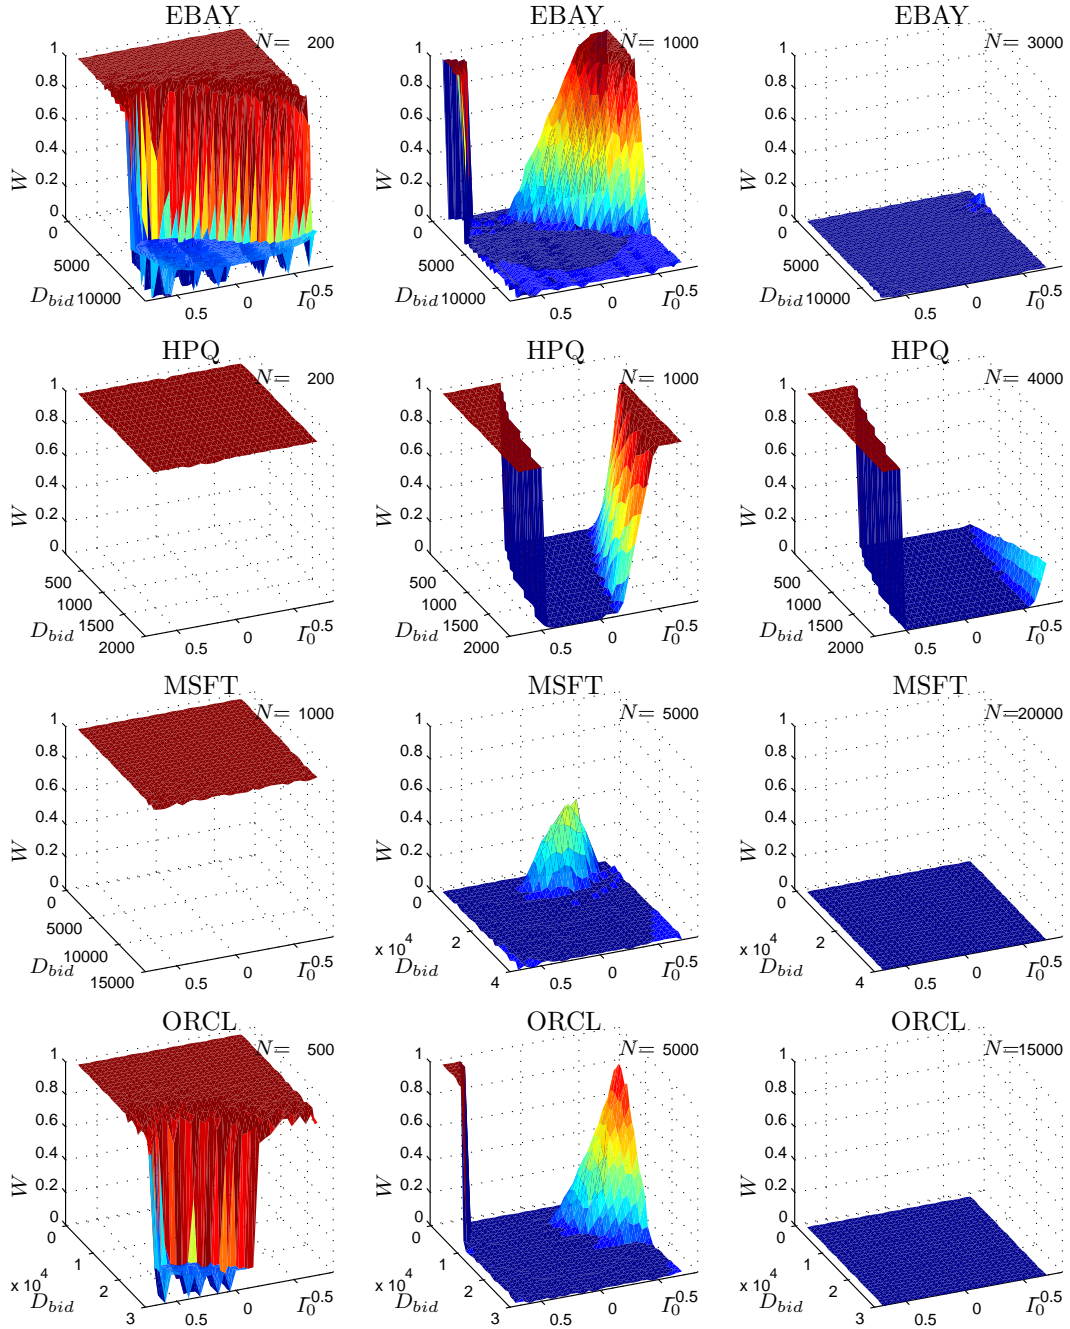 EBAY
N= 200
1
0.8
0.6
0.4
0.2
0
W
0
5000
10000
D_bid
0.5
0
-0.5
I_0
EBAY
N= 1000
1
0.8
0.6
0.4
0.2
0
W
0
5000
10000
D_bid
0.5
0
-0.5
I_0
EBAY
N= 3000
1
0.8
0.6
0.4
0.2
0
W
0
5000
10000
D_bid
0.5
0
-0.5
I_0
HPQ
N= 200
1
0.8
0.6
0.4
0.2
0
W
500
1000
1500
2000
D_bid
0.5
0
-0.5
I_0
HPQ
N= 1000
1
0.8
0.6
0.4
0.2
0
W
500
1000
1500
2000
D_bid
0.5
0
-0.5
I_0
HPQ
N= 4000
1
0.8
0.6
0.4
0.2
0
W
500
1000
1500
2000
D_bid
0.5
0
-0.5
I_0
MSFT
N= 1000
1
0.8
0.6
0.4
0.2
0
W
0
5000
10000
15000
D_bid
0.5
0
-0.5
I_0
MSFT
N= 5000
1
0.8
0.6
0.4
0.2
0
W
0
2
4
x 10^4
D_bid
0.5
0
-0.5
I_0
MSFT
N= 20000
1
0.8
0.6
0.4
0.2
0
W
0
2
4
x 10^4
D_bid
0.5
0
-0.5
I_0
ORCL
N= 500
1
0.8
0.6
0.4
0.2
0
W
0
1
2
3
x 10^4
D_bid
0.5
0
-0.5
I_0
ORCL
N= 5000
1
0.8
0.6
0.4
0.2
0
W
0
1
2
3
x 10^4
D_bid
0.5
0
-0.5
I_0
ORCL
N= 15000
1
0.8
0.6
0.4
0.2
0
W
0
1
2
3
x 10^4
D_bid
0.5
0
-0.5
I_0